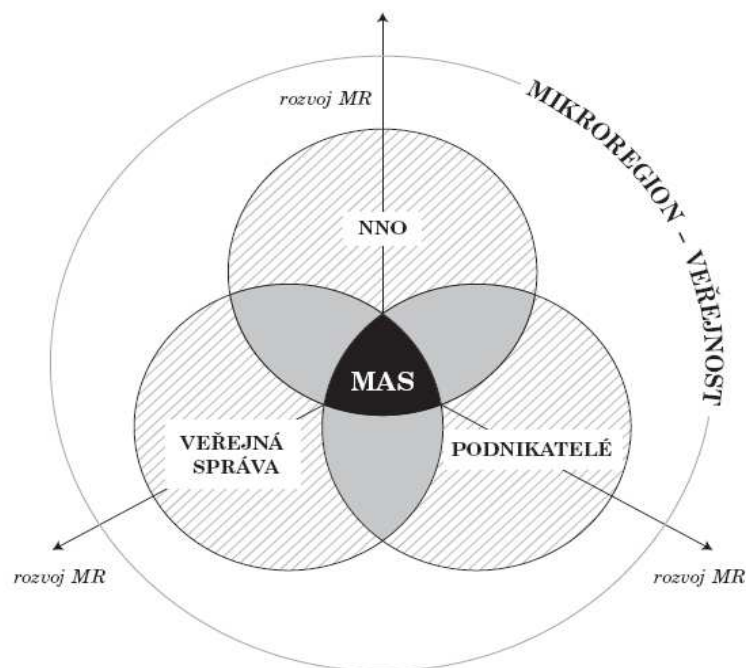 rozvoj MR
MIKROREGION – VEŘEJNOST
NNO
MAS
VEŘEJNÁ
SPRÁVA
PODNIKATELÉ
rozvoj MR
rozvoj MR